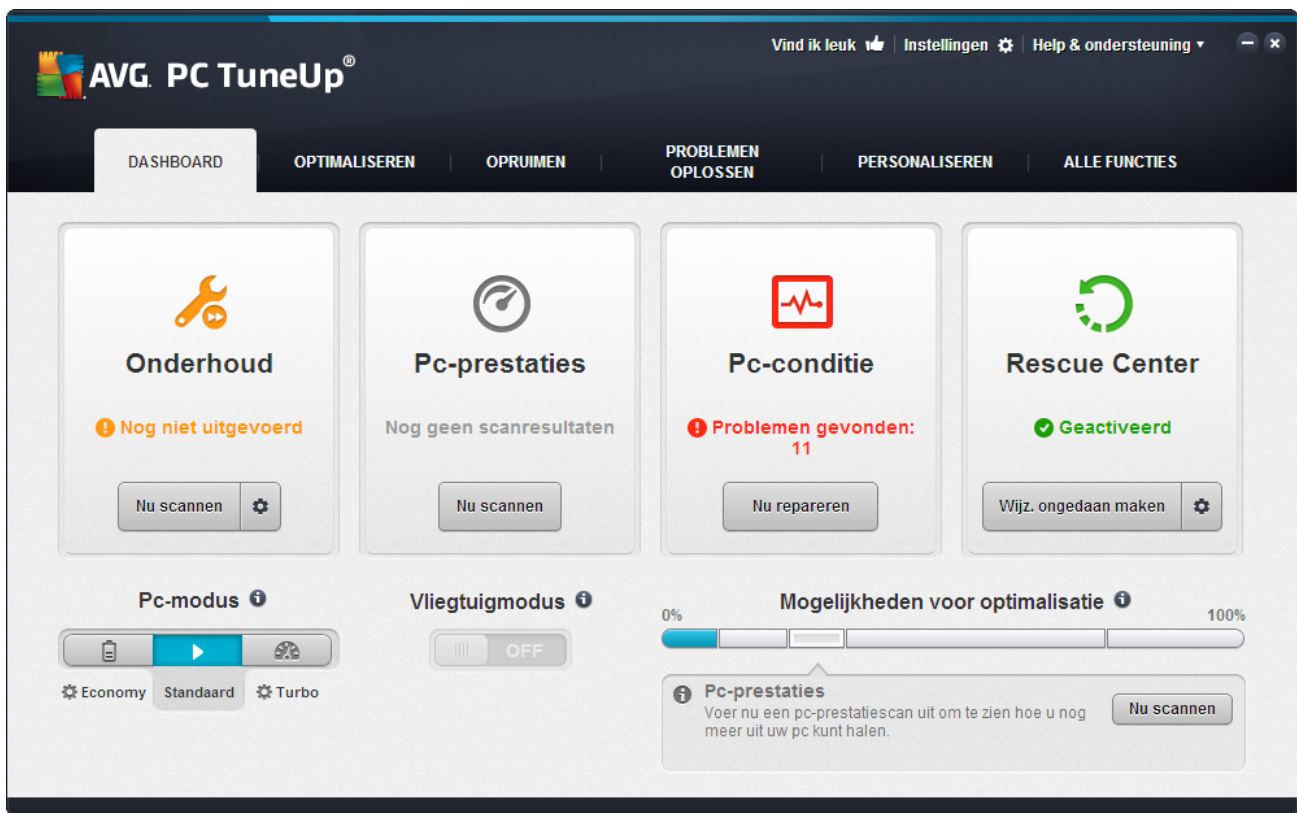 Vind ik leuk Instellingen Help & ondersteuning
AVG. PC TuneUp®
DASHBOARD
OPTIMALISEREN
OPRUIMEN
PROBLEMEN
OPLOSSEN
PERSONALISEREN
ALLE FUNCTIES
Onderhoud
Nog niet uitgevoerd
Nu scannen
Pc-prestaties
Nog geen scanresultaten
Nu scannen
Pc-conditie
Problemen gevonden:
11
Nu repareren
Rescue Center
Geactiveerd
Wijz. ongedaan maken
Pc-modus
Economy
Standaard
Turbo
Vliegtuigmodus
OFF
Mogelijkheden voor optimalisatie
0%
100%
Pc-prestaties
Voer nu een pc-prestatiescan uit om te zien hoe u nog
meer uit uw pc kunt halen.
Nu scannen